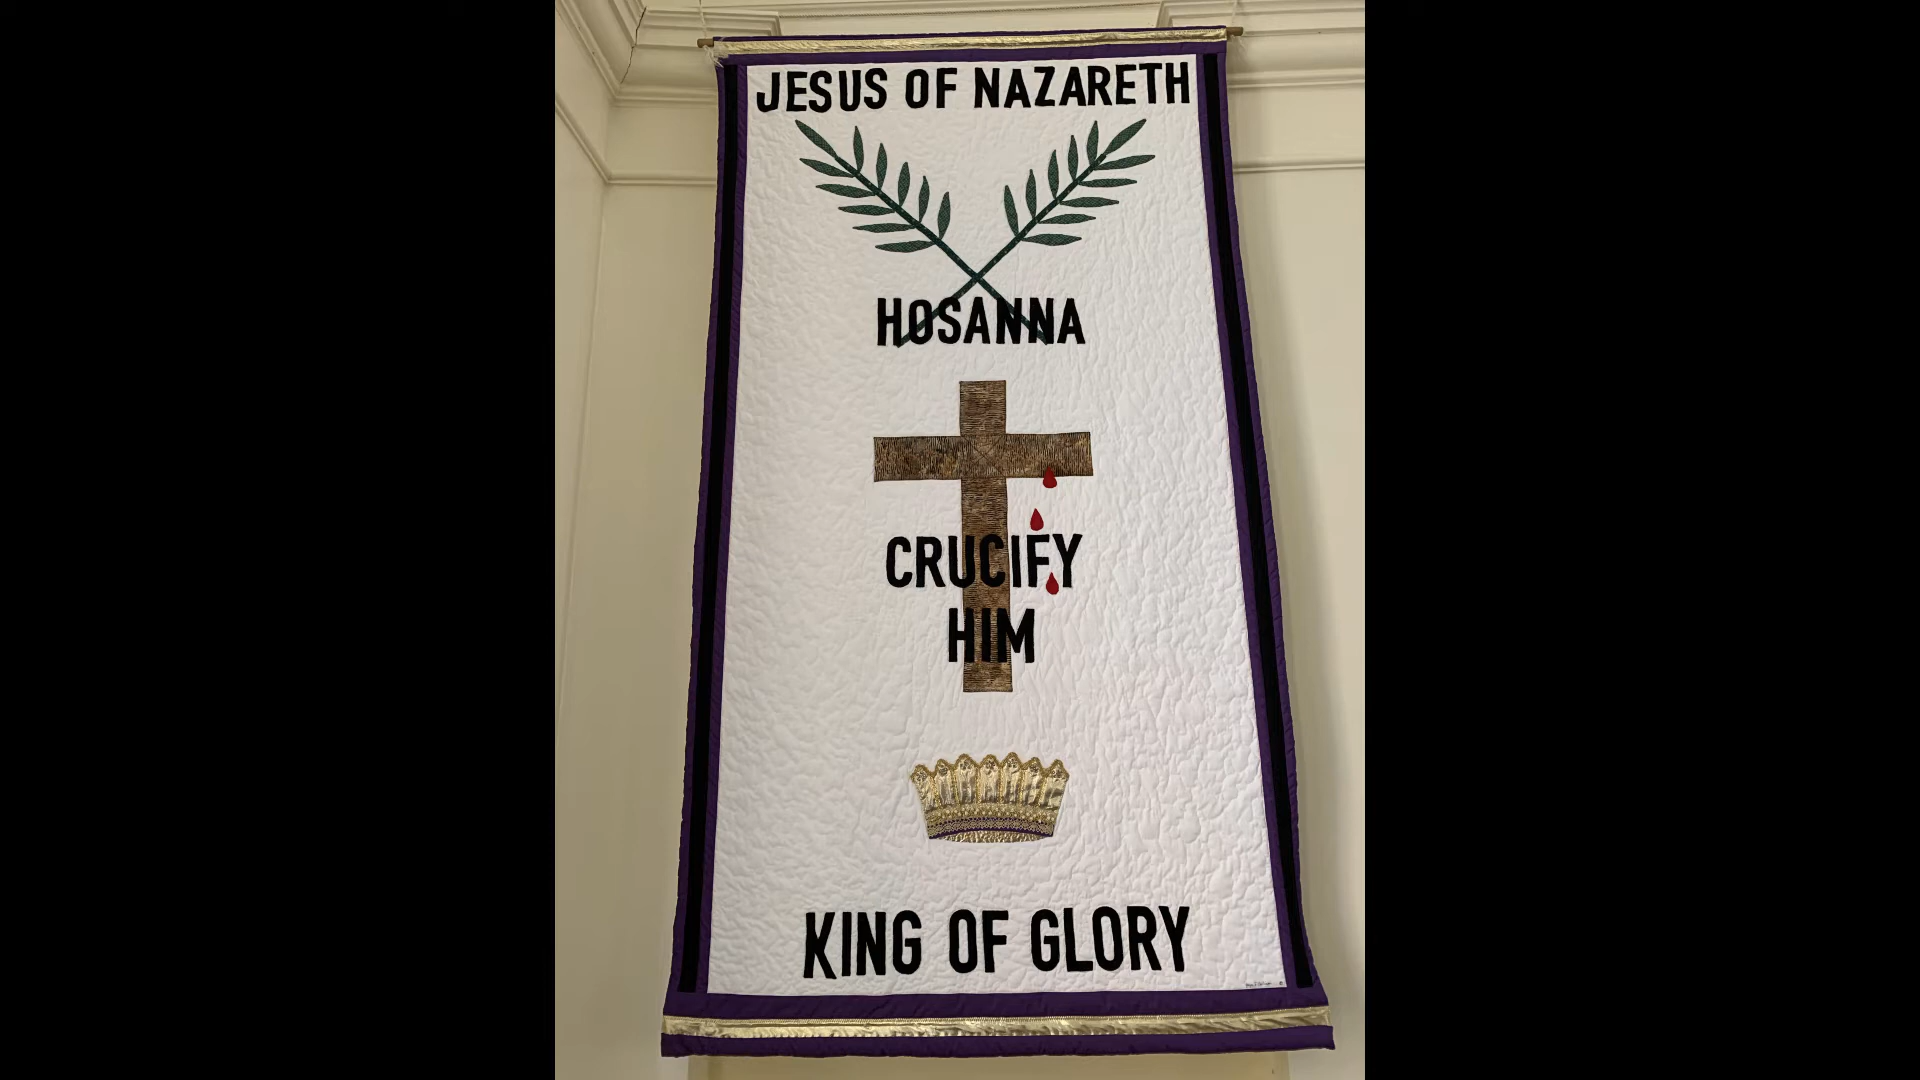 JESUS OF NAZARETH
HOSANNA
CRUCIFY
HIM
KING OF GLORY